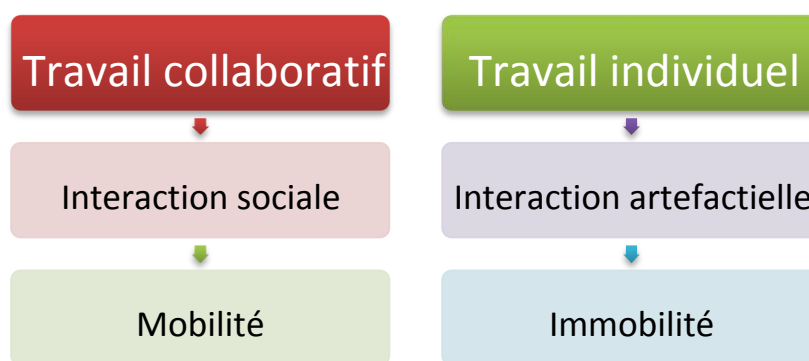 Travail collaboratif
Travail individuel
Interaction sociale
Interaction artefactielle
Mobilité
Immobilité